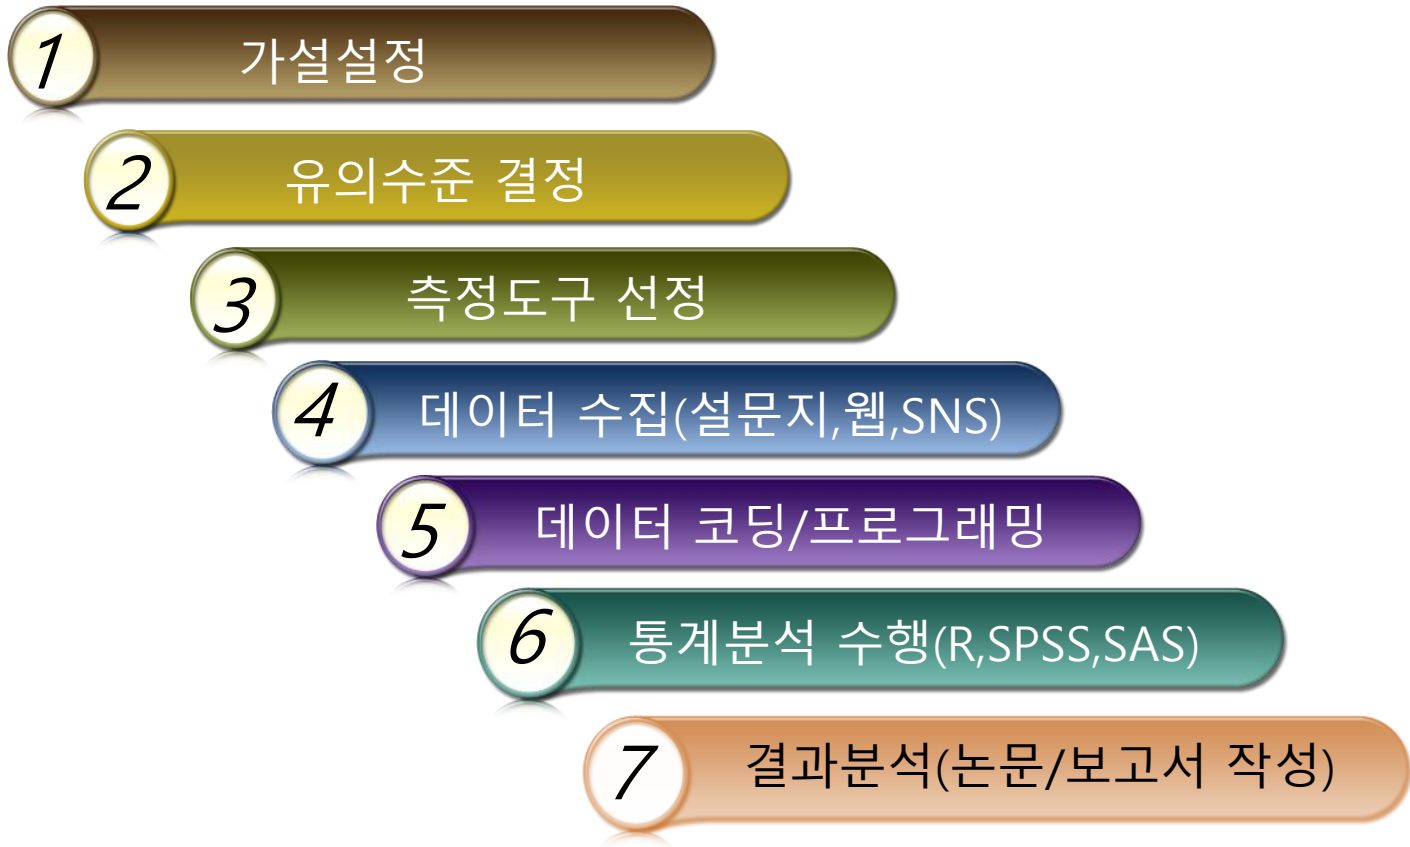 1 가설설정
2 유의수준 결정
3 측정도구 선정
4 데이터 수집(설문지,웹,SNS)
5 데이터 코딩/프로그래밍
6 통계분석 수행(R,SPSS,SAS)
7 결과분석(논문/보고서 작성)